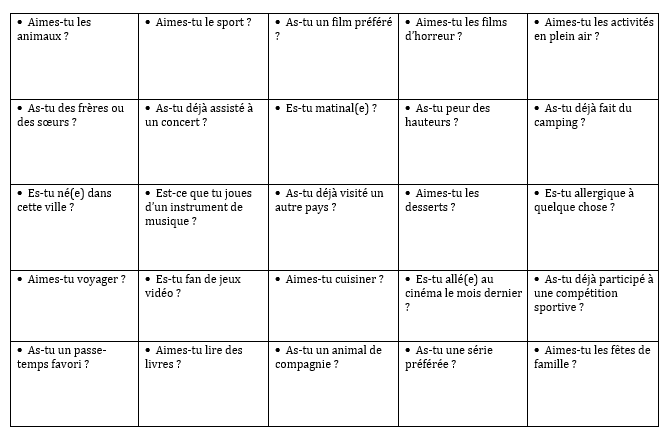 • Aimes-tu les
animaux ?
• Aimes-tu le sport ?
• As-tu un film préféré
?
• Aimes-tu les films
d’horreur ?
• Aimes-tu les activités
en plein air ?
• As-tu des frères ou
des sœurs ?
• As-tu déjà assisté à
un concert ?
• Es-tu matinal(e) ?
• As-tu peur des
hauteurs ?
• As-tu déjà fait du
camping ?
• Es-tu né(e) dans
cette ville ?
• Est-ce que tu joues
d’un instrument de
musique ?
• As-tu déjà visité un
autre pays ?
• Aimes-tu les
desserts ?
• Es-tu allergique à
quelque chose ?
• Aimes-tu voyager ?
• Es-tu fan de jeux
vidéo ?
• Aimes-tu cuisiner ?
• Es-tu allé(e) au
cinéma le mois dernier
?
• As-tu déjà participé à
une compétition
sportive ?
• As-tu un passe-
temps favori ?
• Aimes-tu lire des
livres ?
• As-tu un animal de
compagnie ?
• As-tu une série
préférée ?
• Aimes-tu les fêtes de
famille ?